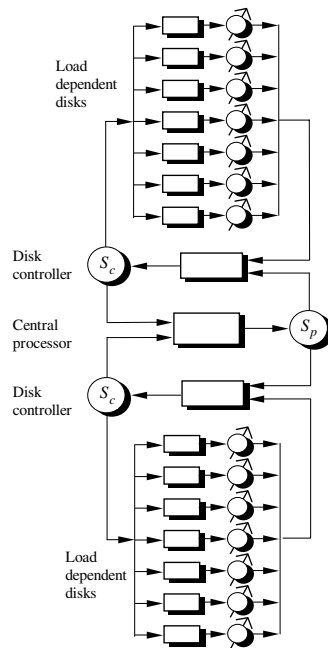 Load
dependent
disks
Disk
controller
S_c
Central
processor
S_p
Disk
controller
S_c
Load
dependent
disks